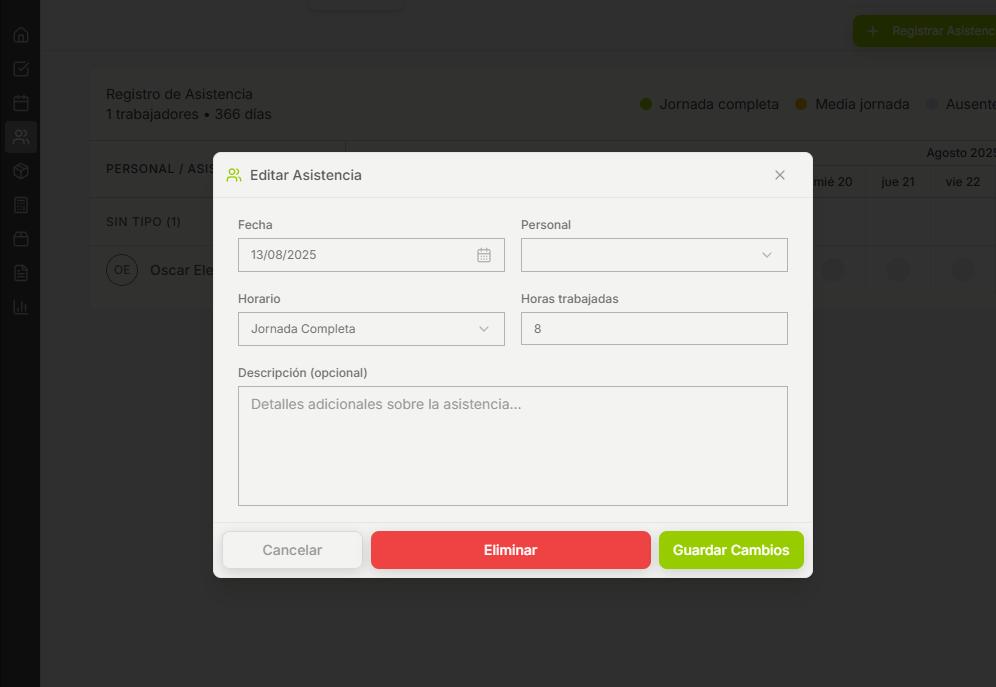 + Registrar Asistenc
Registro de Asistencia
1 trabajadores • 366 días
Jornada completa
Media jornada
Ausente
Agosto 2025
PERSONAL / ASIS
mié 20
jue 21
vie 22
SIN TIPO (1)
OE
Oscar Ele
Editar Asistencia
Fecha
Personal
13/08/2025
Horario
Horas trabajadas
Jornada Completa
8
Descripción (opcional)
Detalles adicionales sobre la asistencia...
Cancelar
Eliminar
Guardar Cambios